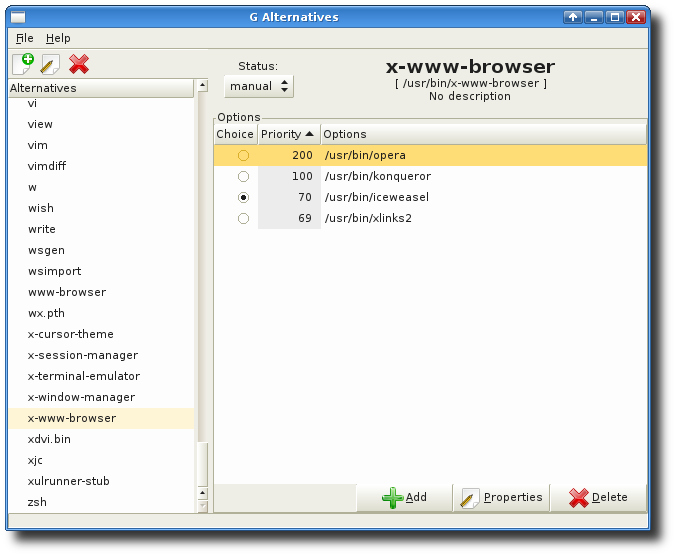 G Alternatives
File Help
Alternatives
vi
view
vim
vimdiff
w
wish
write
wsgen
wsimport
www-browser
wx.pth
x-cursor-theme
x-session-manager
x-terminal-emulator
x-window-manager
x-www-browser
xdvi.bin
xjc
xulrunner-stub
zsh
Status:
manual
x-www-browser
[ /usr/bin/x-www-browser ]
No description
Options
Choice Priority Options
200 /usr/bin/opera
100 /usr/bin/konqueror
70 /usr/bin/iceweasel
69 /usr/bin/xlinks2
Add Properties Delete